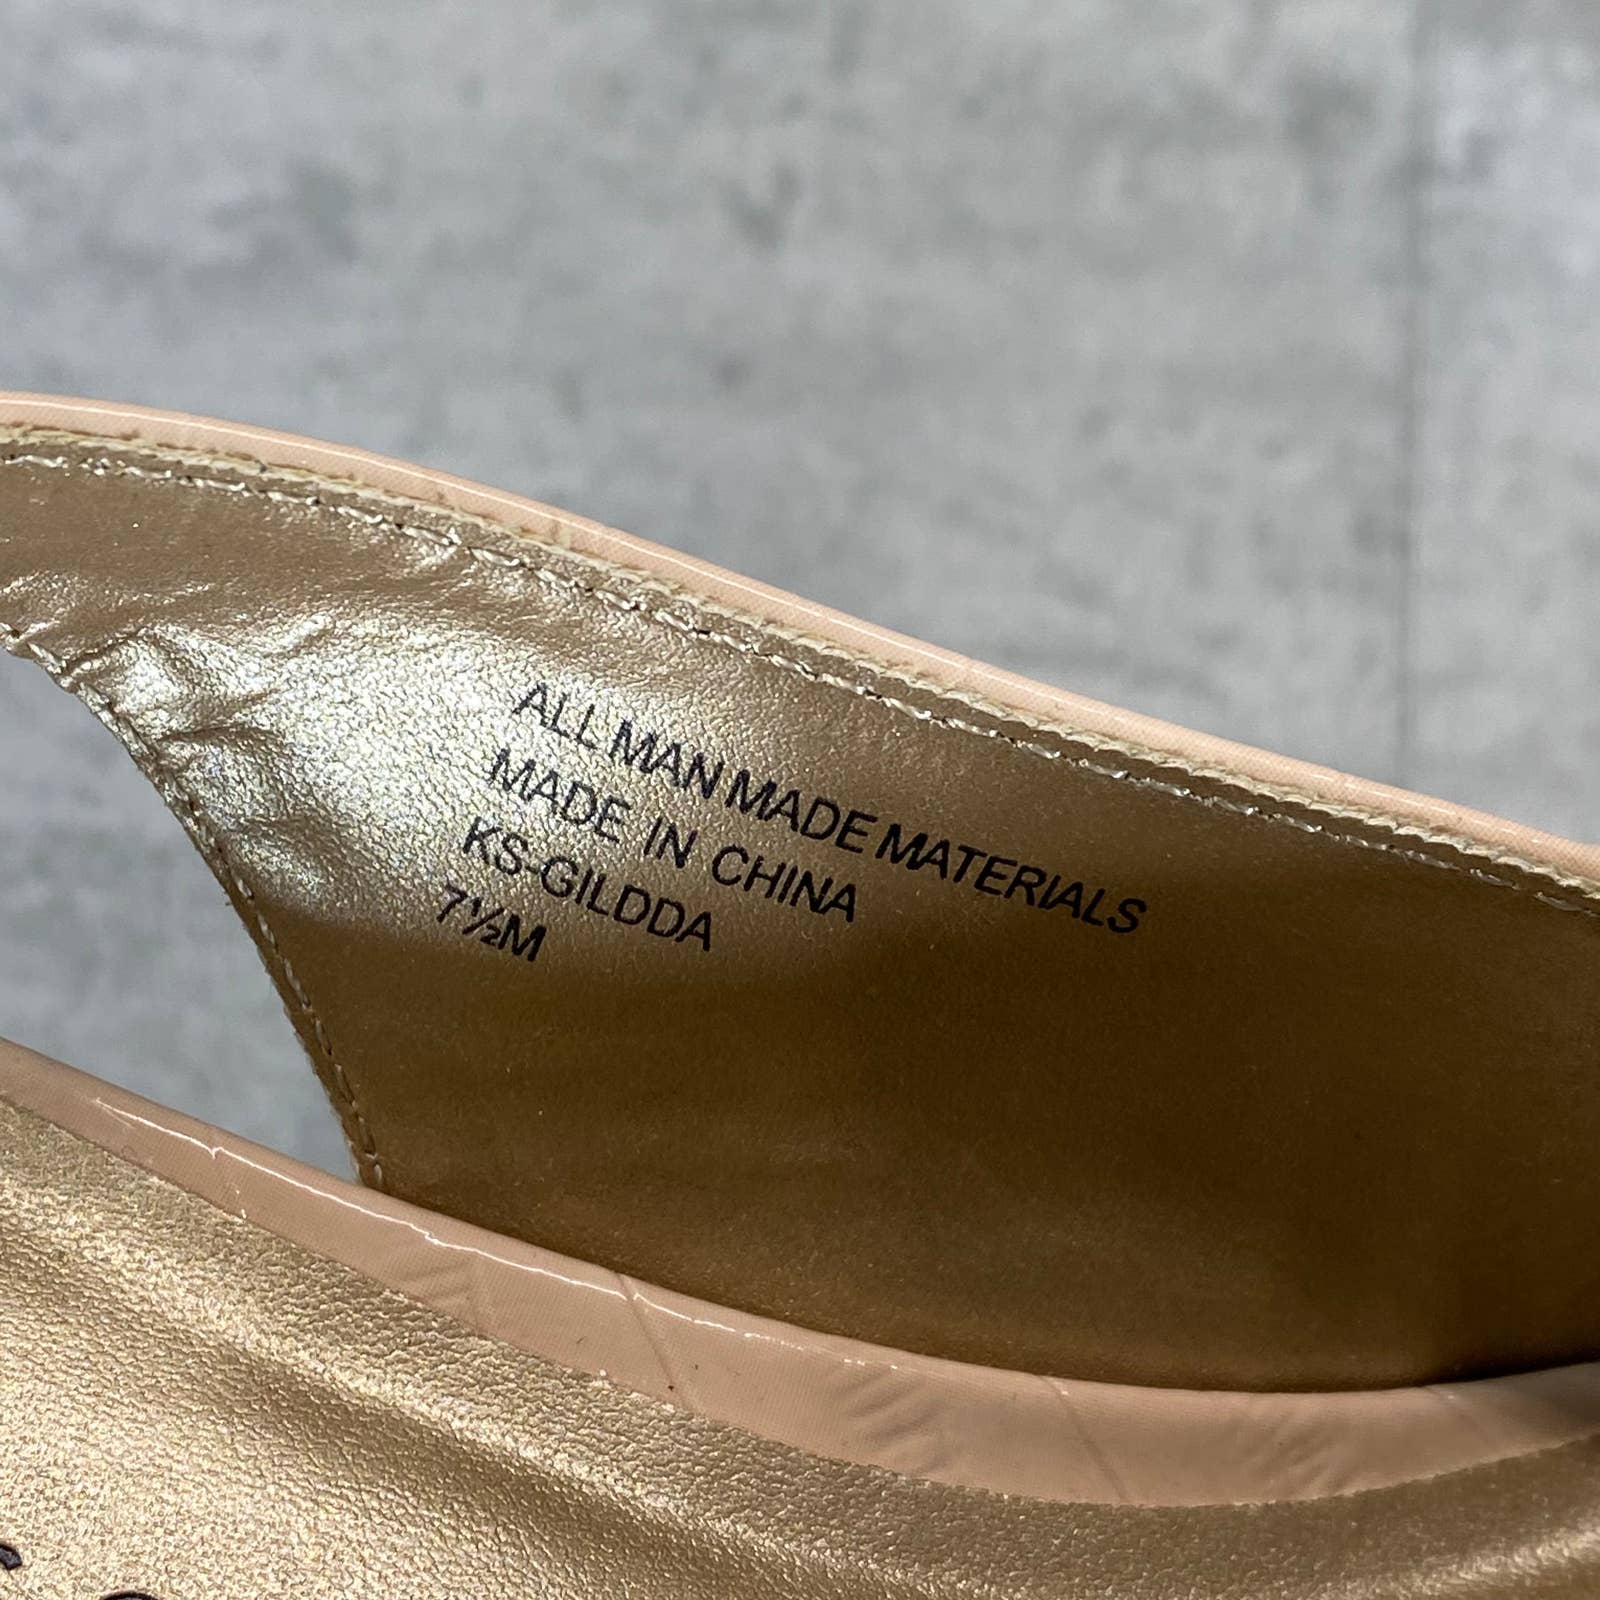 ALL MAN MADE MATERIALS
MADE IN CHINA
KS-GILDDA
7½M